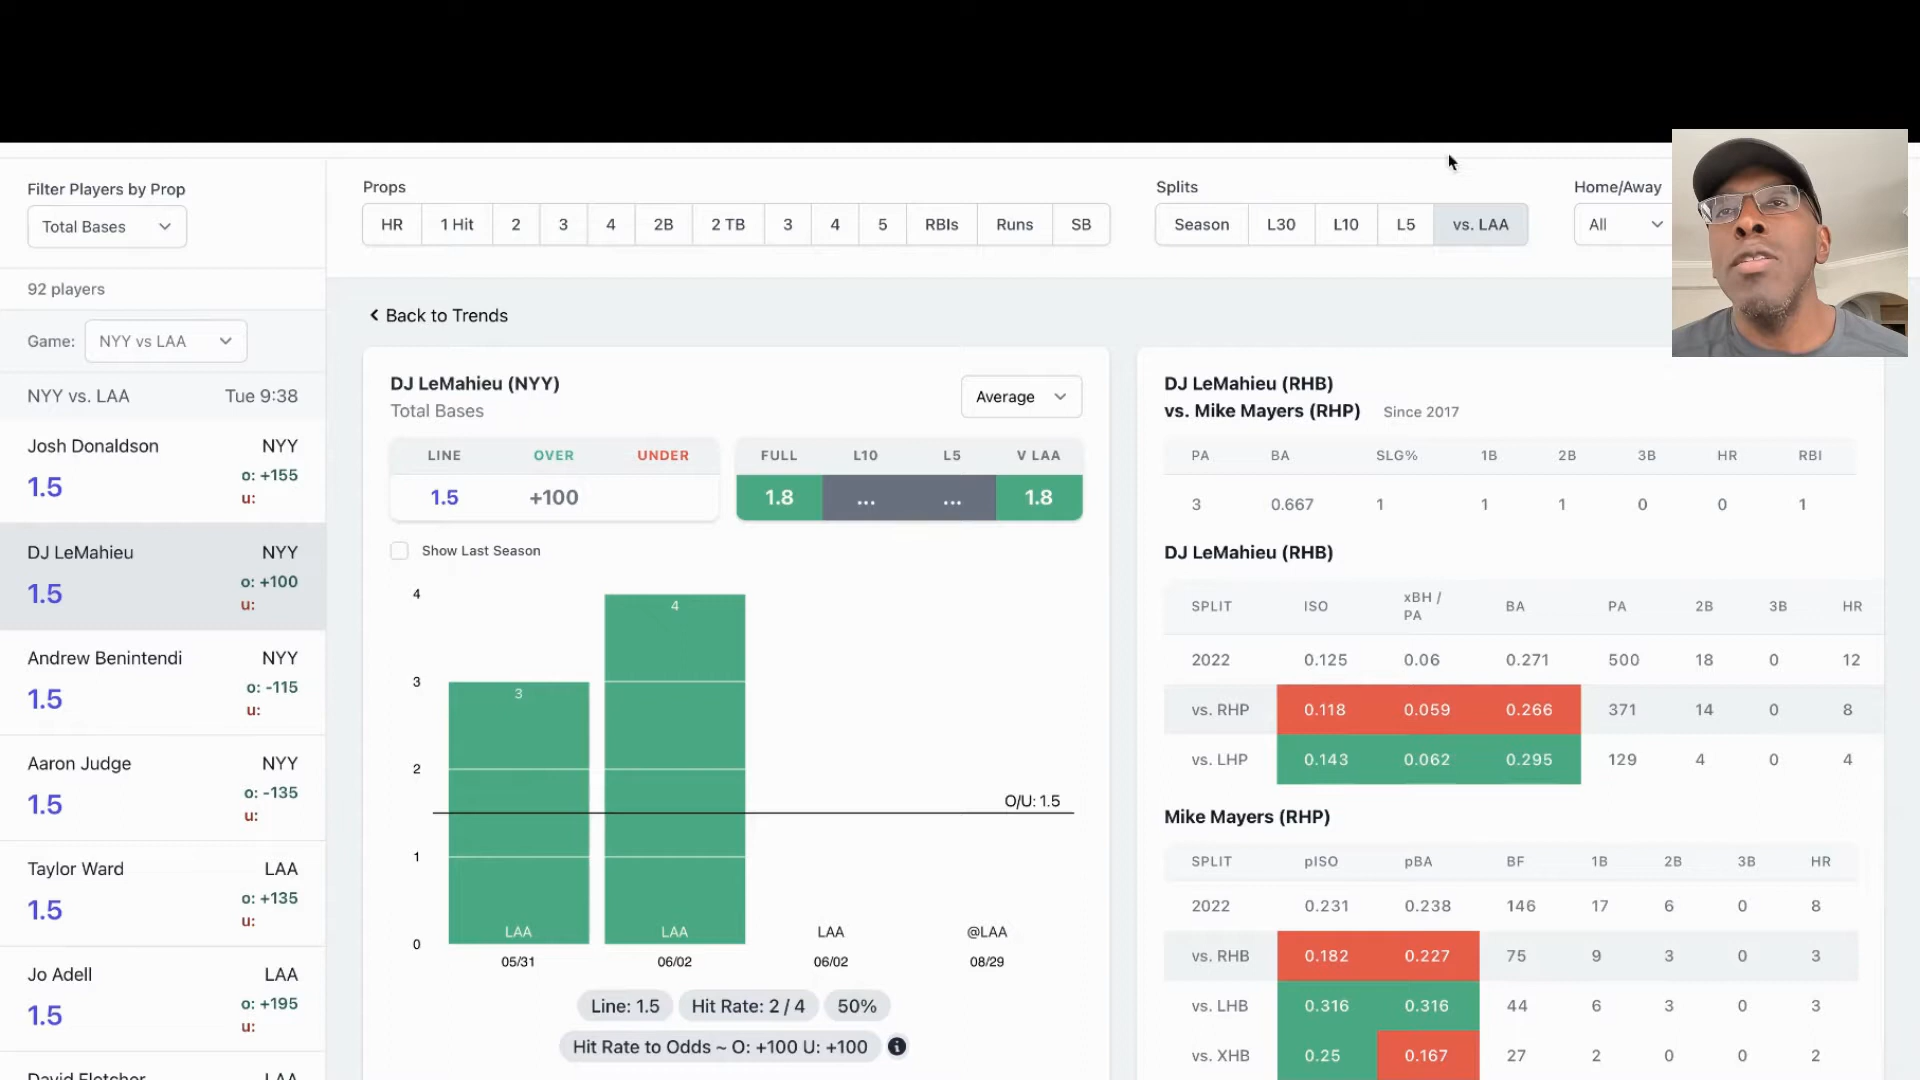 Filter Players by Prop
Total Bases
92 players
Game: NYY vs LAA
NYY vs. LAA Tue 9:38
Josh Donaldson NYY
1.5 o: +155
u:
DJ LeMahieu NYY
1.5 o: +100
u:
Andrew Benintendi NYY
1.5 o: -115
u:
Aaron Judge NYY
1.5 o: -135
u:
Taylor Ward LAA
1.5 o: +135
u:
Jo Adell LAA
1.5 o: +195
u:
David Fletcher LAA
Props
HR 1 Hit 2 3 4 2B 2 TB 3 4 5 RBIs Runs SB
Splits
Season L30 L10 L5 vs. LAA
Home/Away
All
Back to Trends
DJ LeMahieu (NYY)
Total Bases
Average
LINE OVER UNDER
1.5 +100
FULL L10 L5 V LAA
1.8 ... ... 1.8
Show Last Season
4
3
2
1
0
3
4
O/U: 1.5
LAA LAA LAA @LAA
05/31 06/02 06/02 08/29
Line: 1.5 Hit Rate: 2 / 4 50%
Hit Rate to Odds ~ O: +100 U: +100
DJ LeMahieu (RHB)
vs. Mike Mayers (RHP) Since 2017
PA BA SLG% 1B 2B 3B HR RBI
3 0.667 1 1 1 0 0 1
DJ LeMahieu (RHB)
SPLIT ISO xBH / PA BA PA 2B 3B HR
2022 0.125 0.06 0.271 500 18 0 12
vs. RHP 0.118 0.059 0.266 371 14 0 8
vs. LHP 0.143 0.062 0.295 129 4 0 4
Mike Mayers (RHP)
SPLIT pISO pBA BF 1B 2B 3B HR
2022 0.231 0.238 146 17 6 0 8
vs. RHB 0.182 0.227 75 9 3 0 3
vs. LHB 0.316 0.316 44 6 3 0 3
vs. XHB 0.25 0.167 27 2 0 0 2